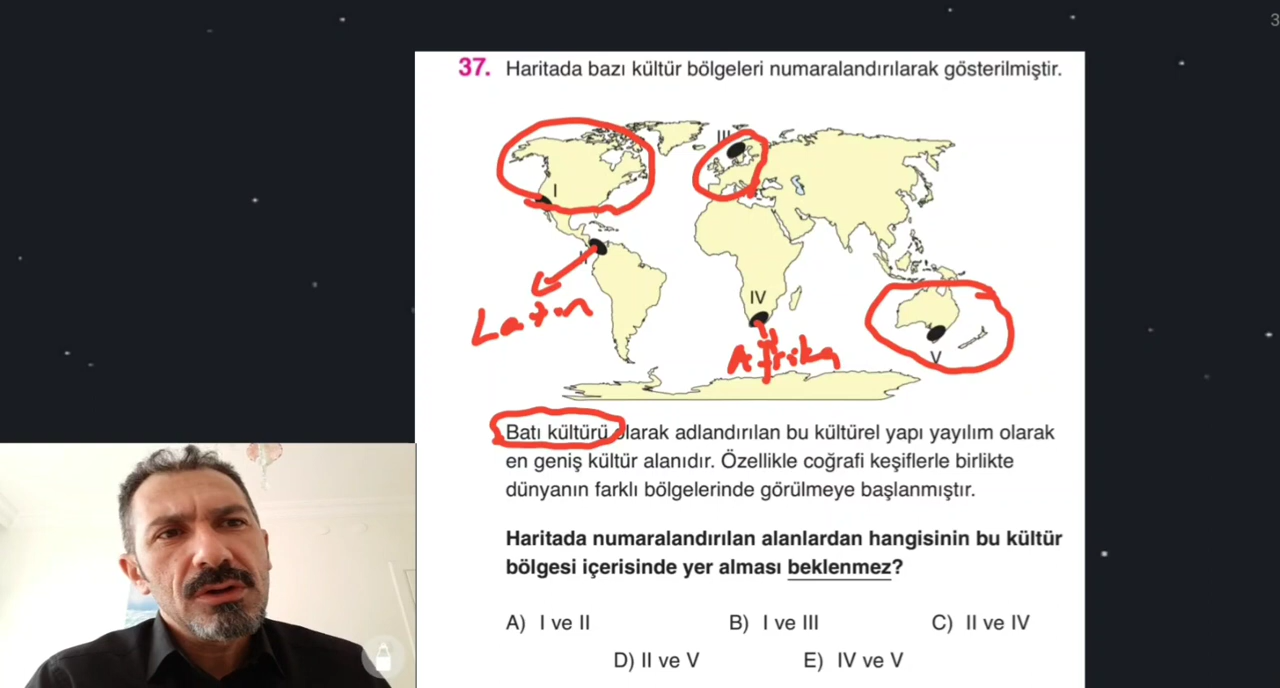 3
37. Haritada bazı kültür bölgeleri numaralandırılarak gösterilmiştir.
III
I
II
Latin
IV
Afrika
V
Batı kültürü olarak adlandırılan bu kültürel yapı yayılım olarak
en geniş kültür alanıdır. Özellikle coğrafi keşiflerle birlikte
dünyanın farklı bölgelerinde görülmeye başlanmıştır.
Haritada numaralandırılan alanlardan hangisinin bu kültür
bölgesi içerisinde yer alması beklenmez?
A) I ve II
B) I ve III
C) II ve IV
D) II ve V
E) IV ve V